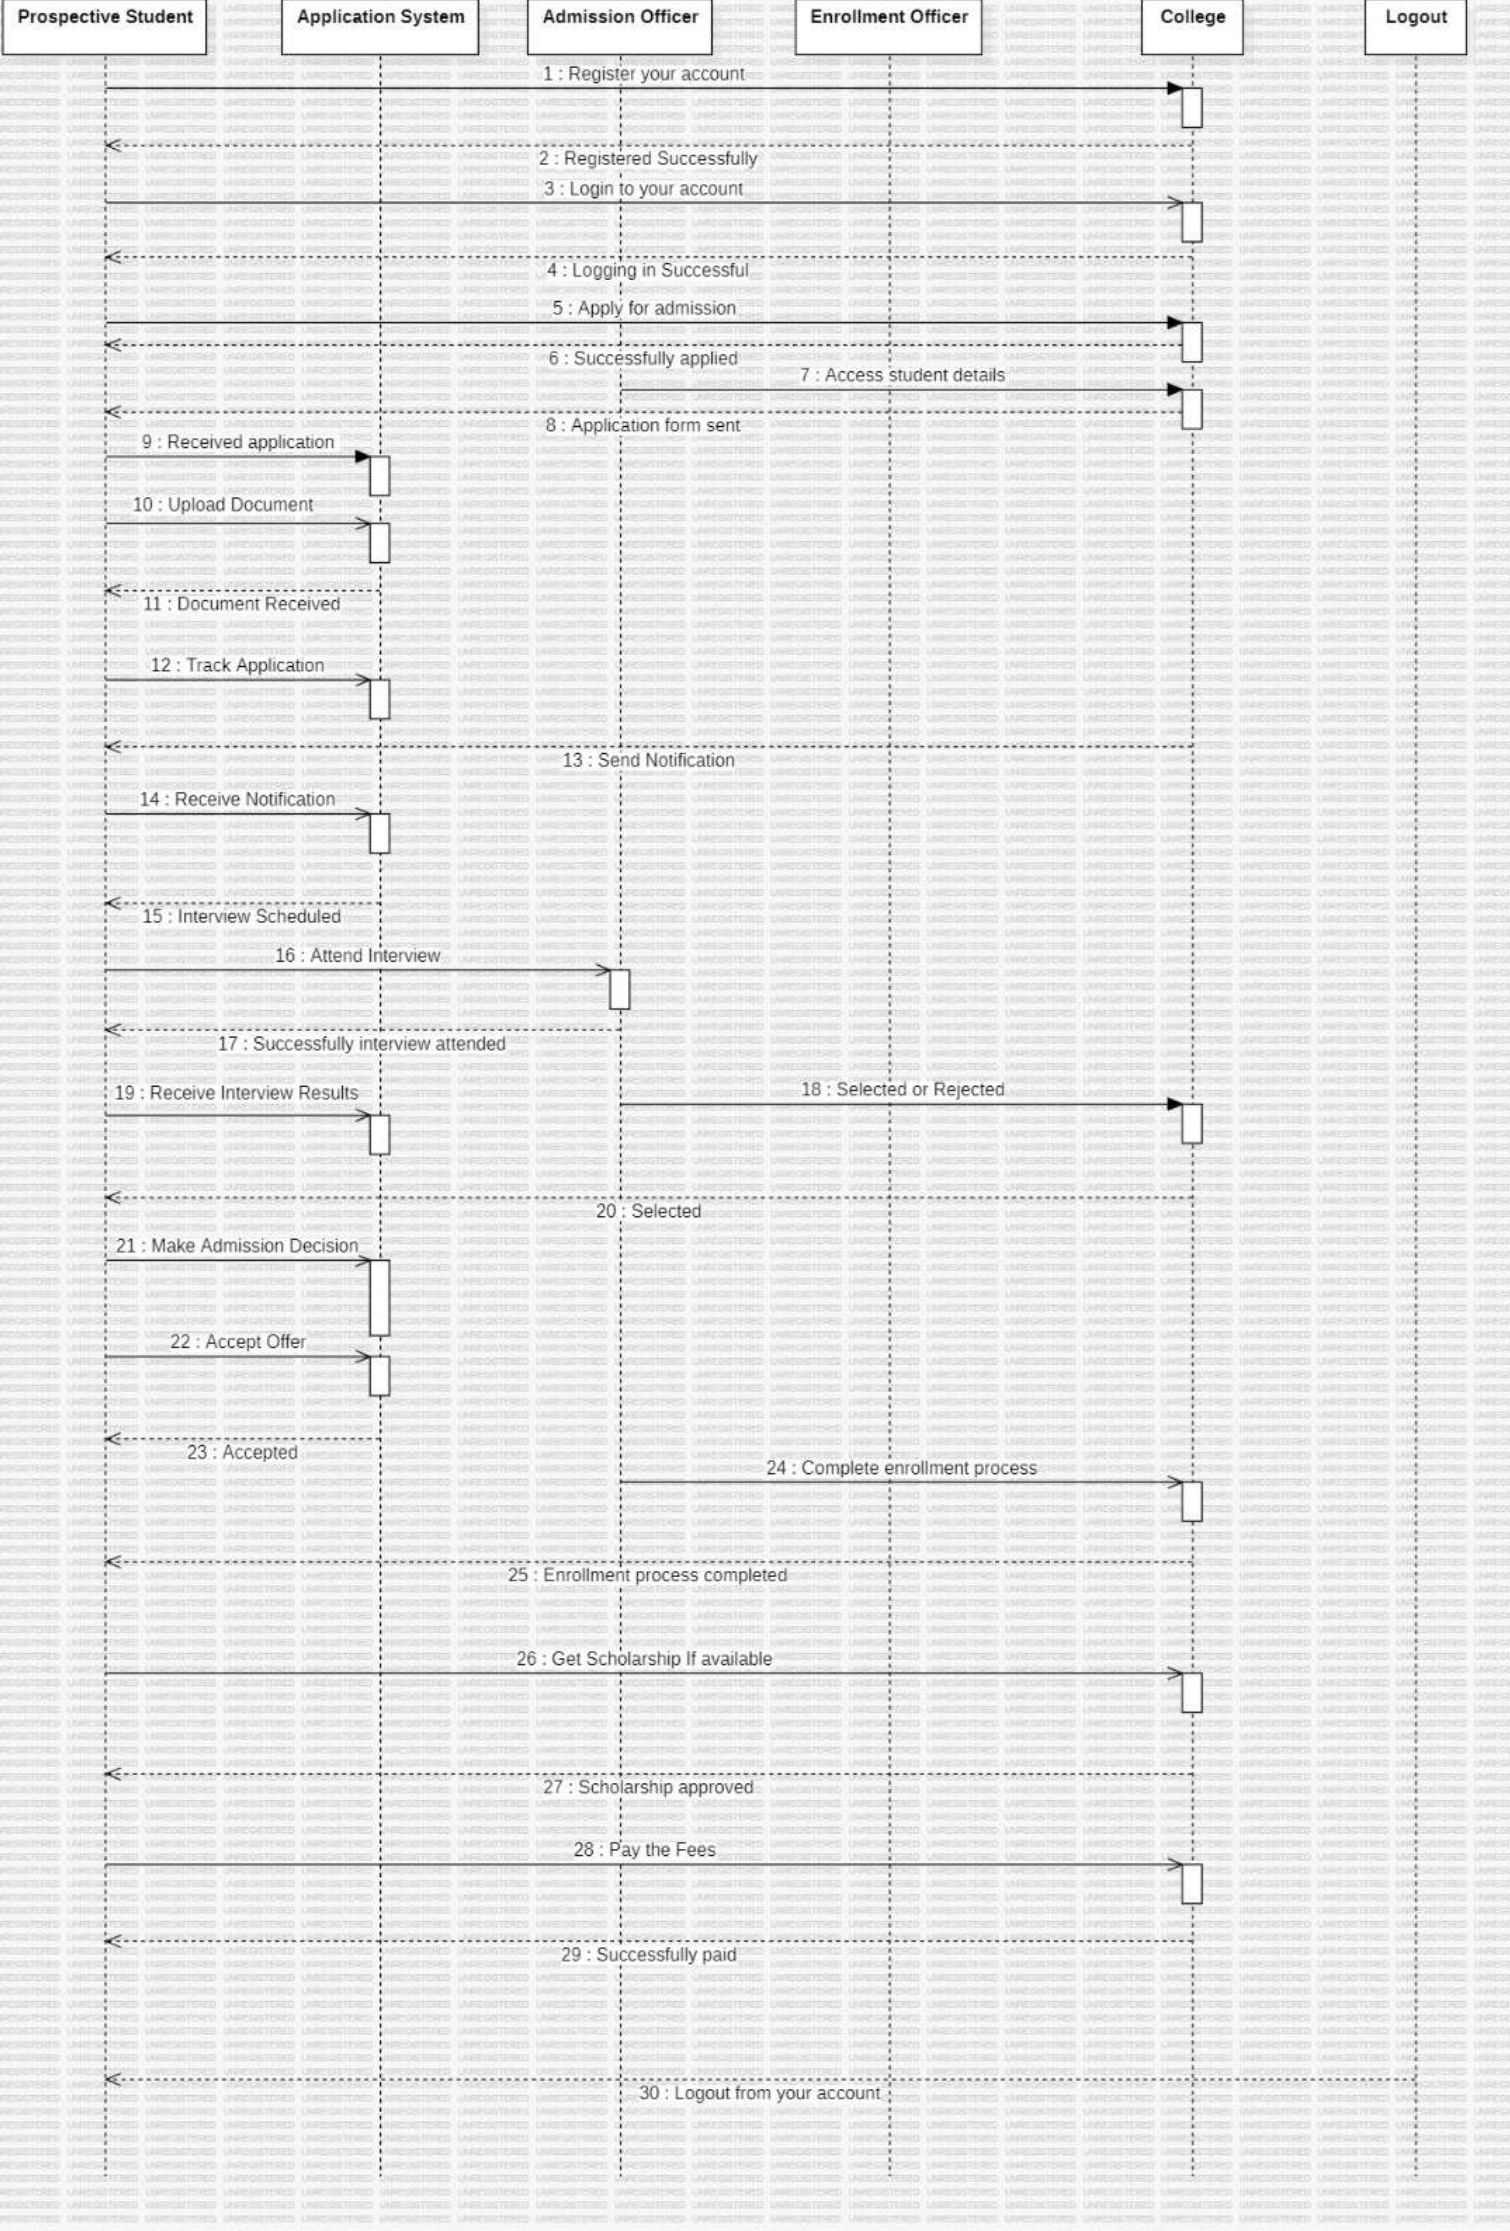 Prospective Student
Application System
Admission Officer
Enrollment Officer
College
Logout
1 : Register your account
2 : Registered Successfully
3 : Login to your account
4 : Logging in Successful
5 : Apply for admission
6 : Successfully applied
7 : Access student details
8 : Application form sent
9 : Received application
10 : Upload Document
11 : Document Received
12 : Track Application
13 : Send Notification
14 : Receive Notification
15 : Interview Scheduled
16 : Attend Interview
17 : Successfully interview attended
18 : Selected or Rejected
19 : Receive Interview Results
20 : Selected
21 : Make Admission Decision
22 : Accept Offer
23 : Accepted
24 : Complete enrollment process
25 : Enrollment process completed
26 : Get Scholarship If available
27 : Scholarship approved
28 : Pay the Fees
29 : Successfully paid
30 : Logout from your account